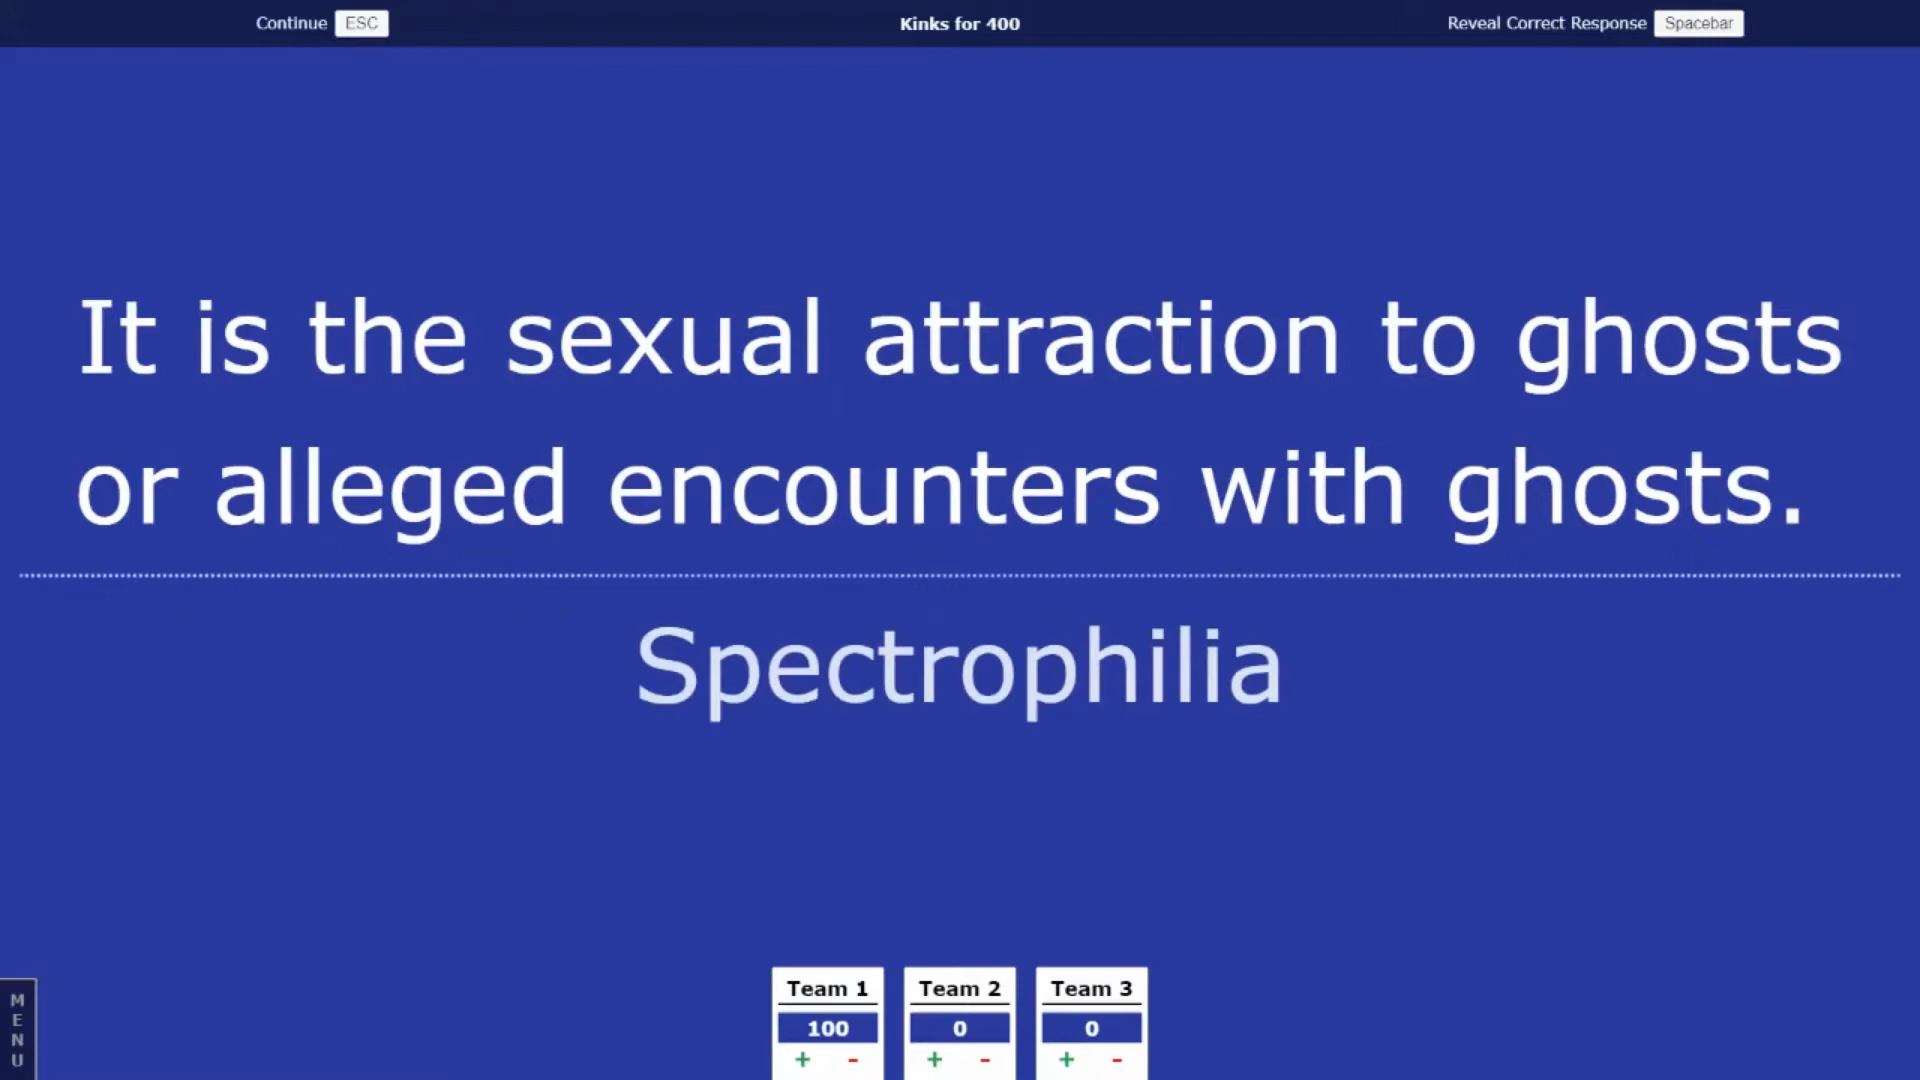 Continue ESC Kinks for 400 Reveal Correct Response Spacebar
It is the sexual attraction to ghosts
or alleged encounters with ghosts.
Spectrophilia
MENU
Team 1 Team 2 Team 3
100 0 0
+ - + - + -